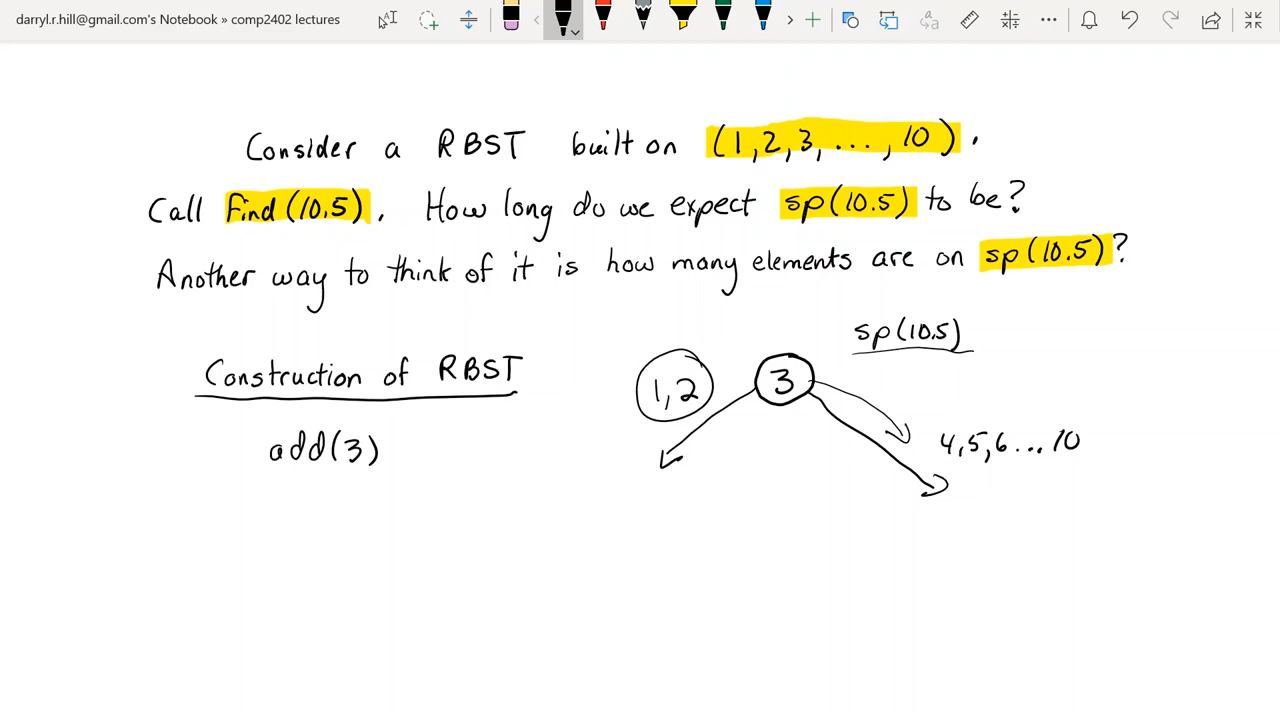 darryl.r.hill@gmail.com's Notebook » comp2402 lectures
Consider a RBST built on (1,2,3, ... , 10).
Call Find(10.5). How long do we expect sp(10.5) to be?
Another way to think of it is how many elements are on sp(10.5)?
sp(10.5)
Construction of RBST
1,2
3
add(3)
4,5,6...10